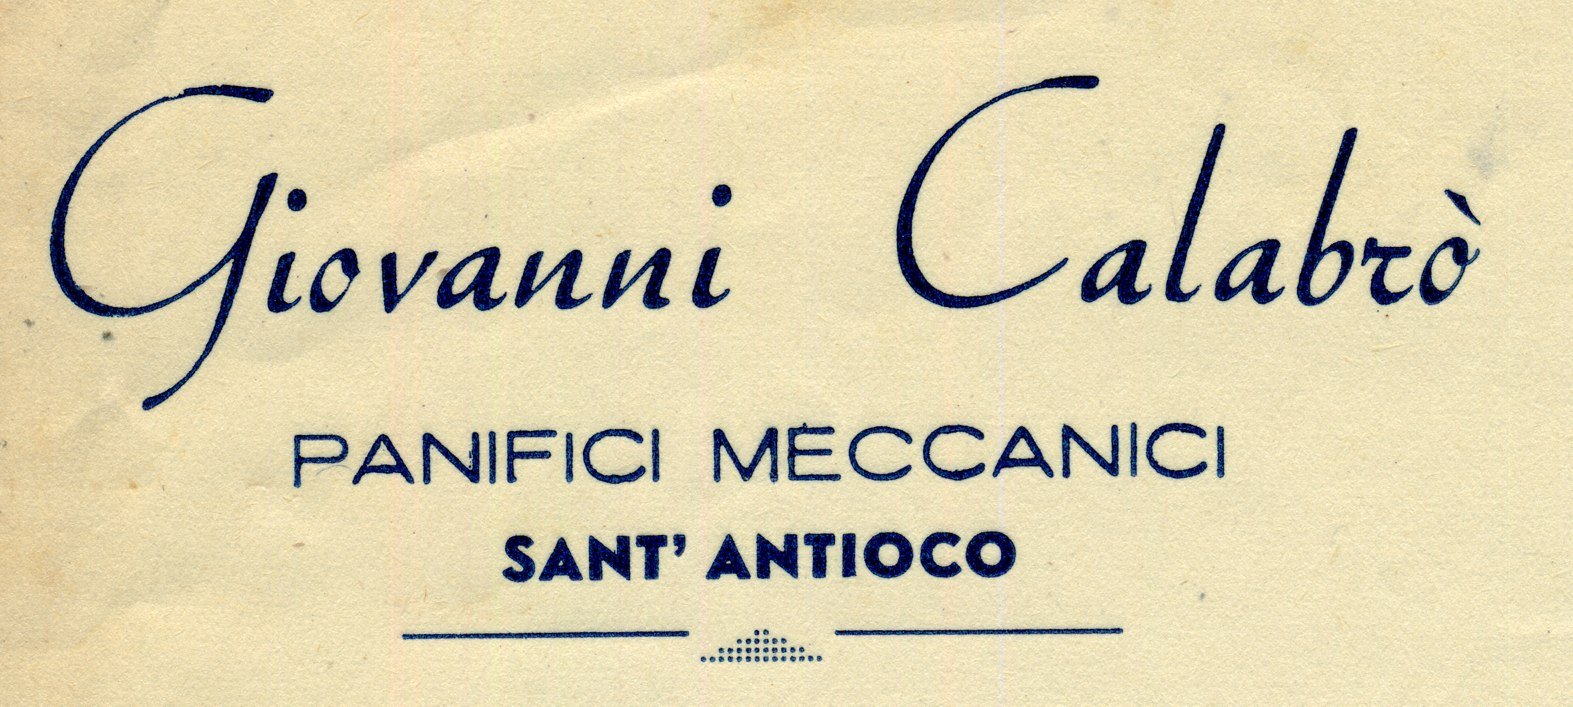 Giovanni Calabrò
PANIFICI MECCANICI
SANT' ANTIOCO